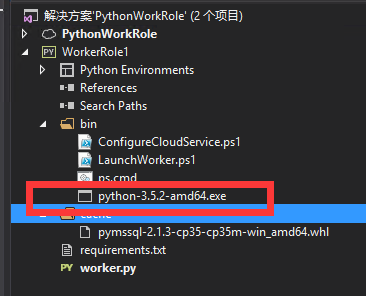 解决方案'PythonWorkRole' (2 个项目)
PythonWorkRole
WorkerRole1
Python Environments
References
Search Paths
bin
ConfigureCloudService.ps1
LaunchWorker.ps1
ps.cmd
python-3.5.2-amd64.exe
cache
pymssql-2.1.3-cp35-cp35m-win_amd64.whl
requirements.txt
worker.py